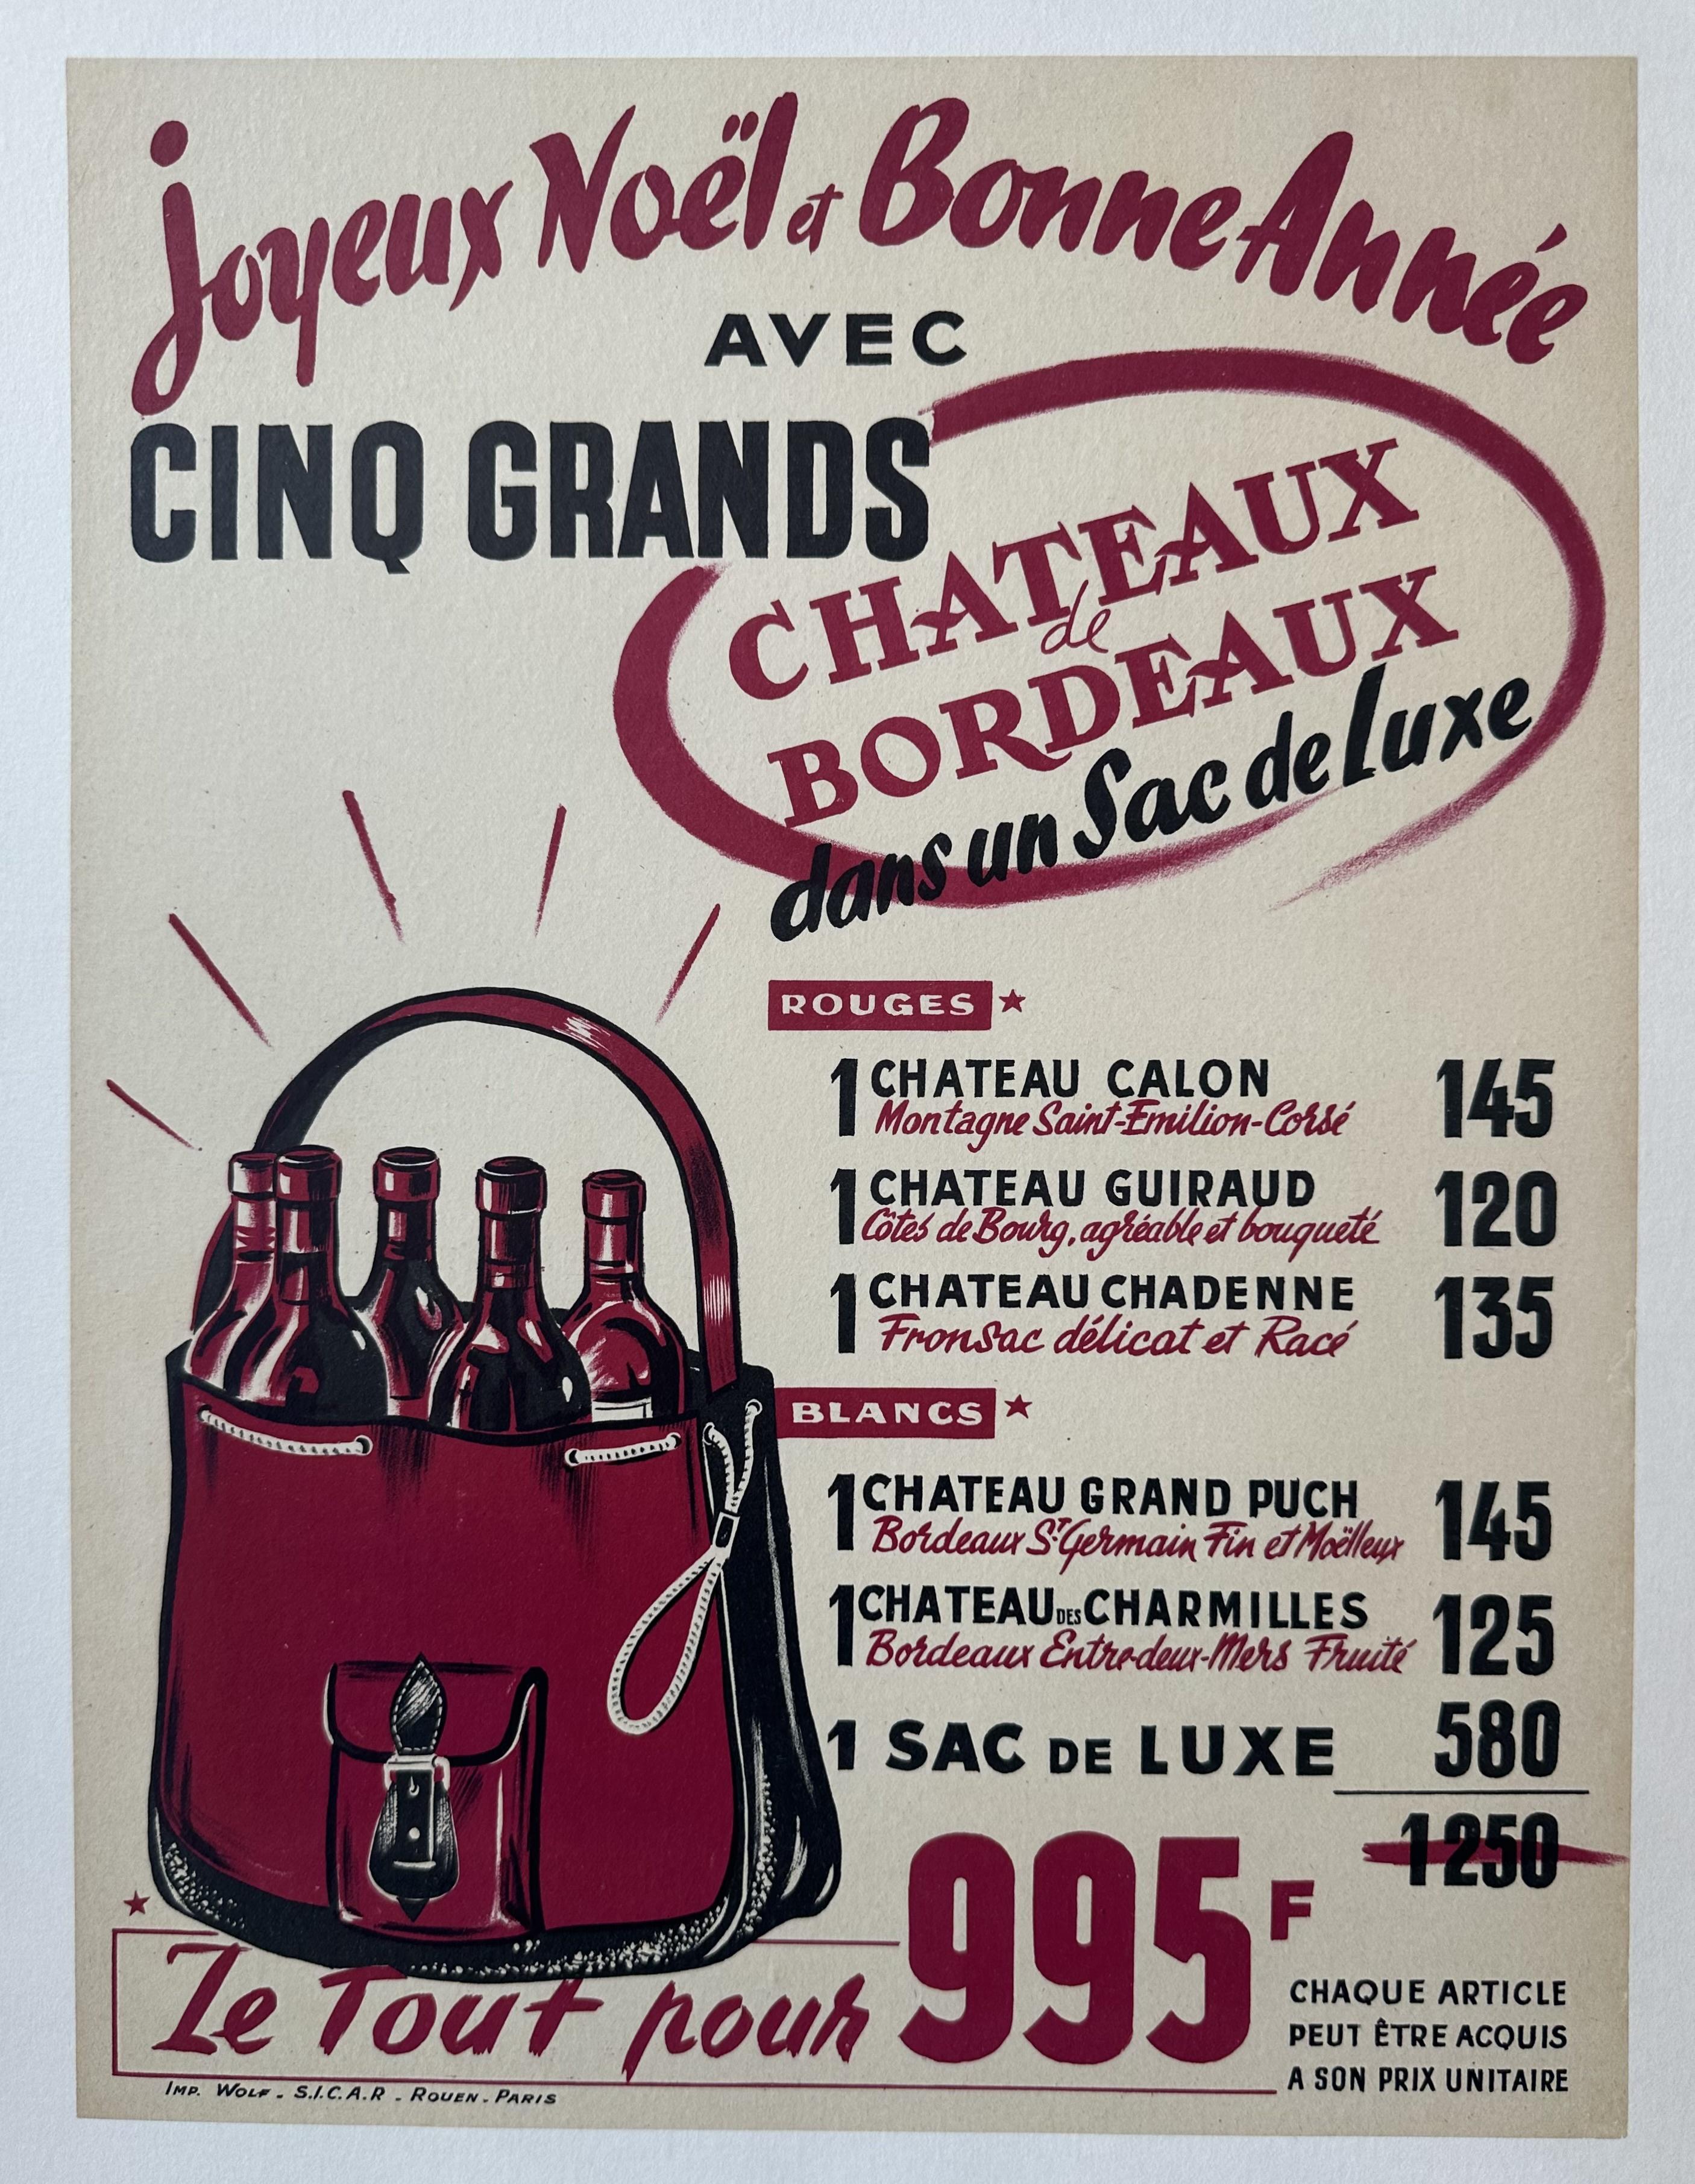 Joyeux Noël et Bonne Année
AVEC
CINQ GRANDS
CHATEAUX
de
BORDEAUX
dans un Sac de Luxe
ROUGES
1 CHATEAU CALON 145
Montagne Saint-Emilion-Corsé
1 CHATEAU GUIRAUD 120
Côtes de Bourg, agréable et bouqueté
1 CHATEAU CHADENNE 135
Fronsac délicat et Racé
BLANCS
1 CHATEAU GRAND PUCH 145
Bordeaux ST Germain Fin et Moëlleux
1 CHATEAU DES CHARMILLES 125
Bordeaux Entre-deux-Mers Fruité
1 SAC DE LUXE 580
1250
Le Tout pour 995 F
CHAQUE ARTICLE
PEUT ÊTRE ACQUIS
A SON PRIX UNITAIRE
IMP. WOLF - S.I.C.A.R - ROUEN - PARIS